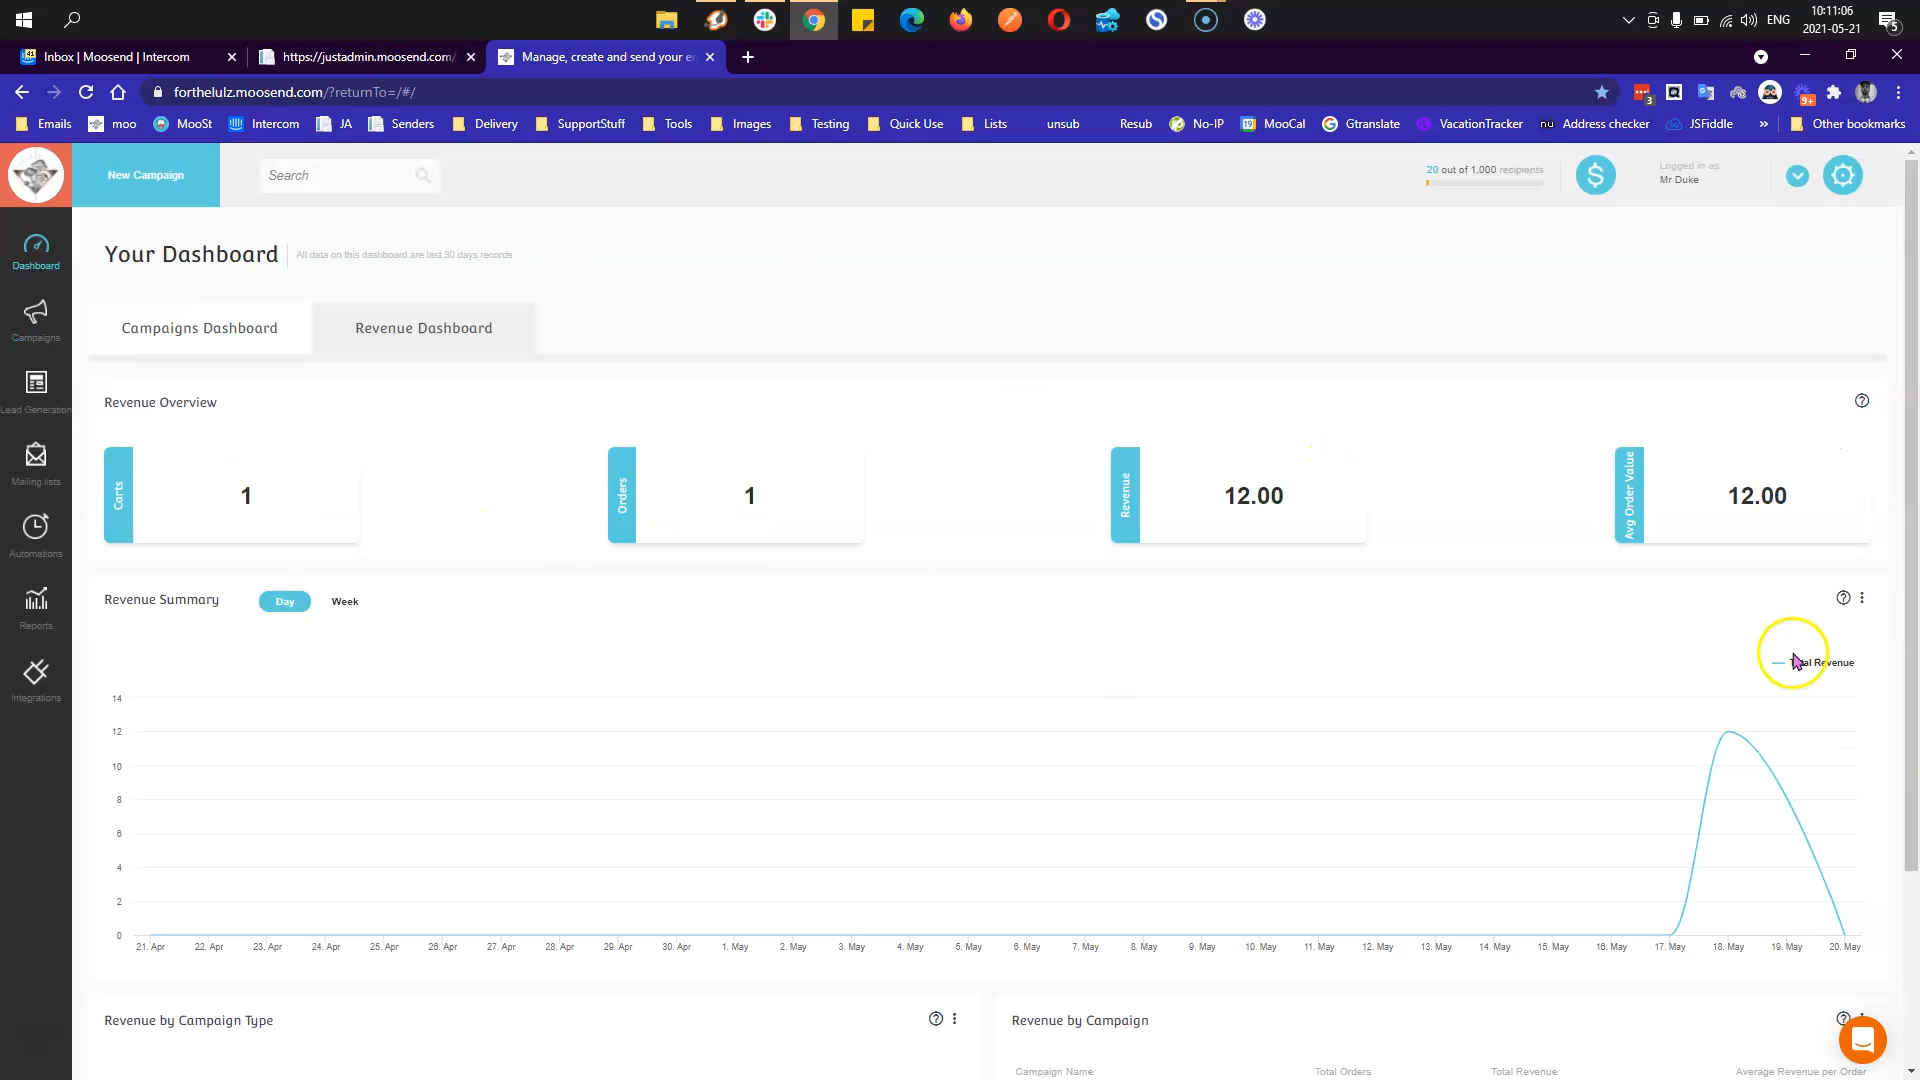 ENG
10:11:06
2021-05-21
5
41
Inbox | Moosend | Intercom
https://justadmin.moosend.com/
Manage, create and send your e
forthelulz.moosend.com/?returnTo=/#/
3
9+
Emails
moo
MooSt
Intercom
JA
Senders
Delivery
SupportStuff
Tools
Images
Testing
Quick Use
Lists
unsub
Resub
No-IP
19
MooCal
Gtranslate
VacationTracker
nu
Address checker
JSFiddle
»
Other bookmarks
New Campaign
Search
20 out of 1,000 recipients
$
Logged in as
Mr Duke
Dashboard
Campaigns
Lead Generation
Mailing lists
Automations
Reports
Integrations
Your Dashboard
All data on this dashboard are last 30 days records
Campaigns Dashboard
Revenue Dashboard
Revenue Overview
Carts
1
Orders
1
Revenue
12.00
Avg Order Value
12.00
Revenue Summary
Day
Week
Total Revenue
14
12
10
8
6
4
2
0
21. Apr
22. Apr
23. Apr
24. Apr
25. Apr
26. Apr
27. Apr
28. Apr
29. Apr
30. Apr
1. May
2. May
3. May
4. May
5. May
6. May
7. May
8. May
9. May
10. May
11. May
12. May
13. May
14. May
15. May
16. May
17. May
18. May
19. May
20. May
Revenue by Campaign Type
Revenue by Campaign
Campaign Name
Total Orders
Total Revenue
Average Revenue per Order